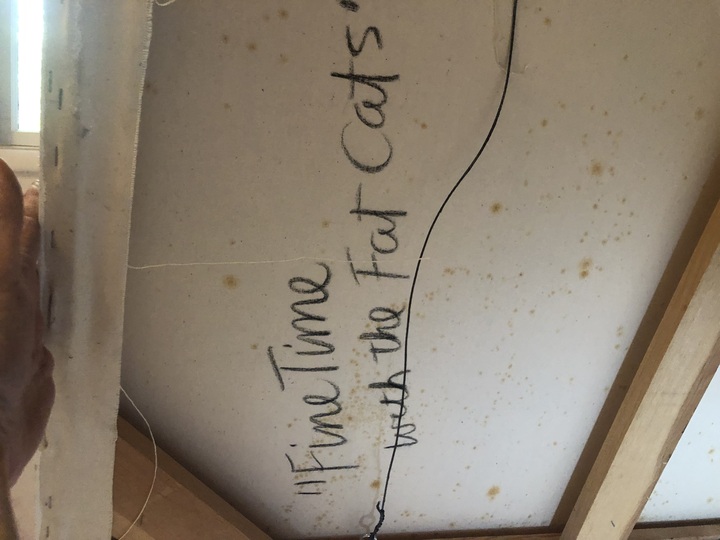 "Fine Time
with the Fat Cats"